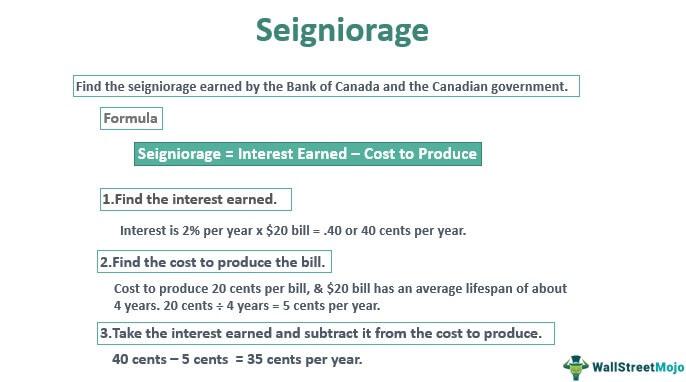 Seigniorage
Find the seigniorage earned by the Bank of Canada and the Canadian government.
Formula
Seigniorage = Interest Earned – Cost to Produce
1.Find the interest earned.
Interest is 2% per year x $20 bill = .40 or 40 cents per year.
2.Find the cost to produce the bill.
Cost to produce 20 cents per bill, & $20 bill has an average lifespan of about
4 years. 20 cents ÷ 4 years = 5 cents per year.
3.Take the interest earned and subtract it from the cost to produce.
40 cents – 5 cents = 35 cents per year.
WallStreetMojo